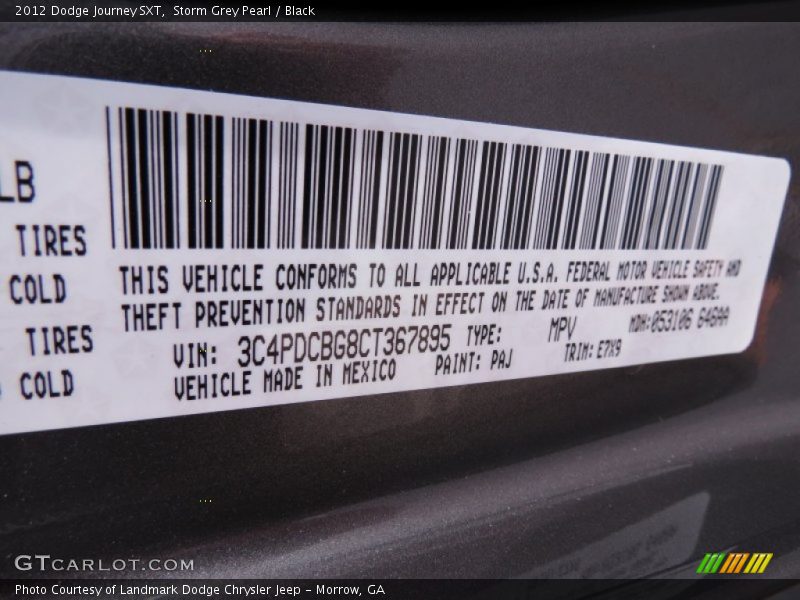 2012 Dodge Journey SXT, Storm Grey Pearl / Black
LB
TIRES
COLD
TIRES
COLD
THIS VEHICLE CONFORMS TO ALL APPLICABLE U.S.A. FEDERAL MOTOR VEHICLE SAFETY AND
THEFT PREVENTION STANDARDS IN EFFECT ON THE DATE OF MANUFACTURE SHOWN ABOVE.
VIN: 3C4PDCBG8CT367895 TYPE: MPV MDH:053106 646AA
VEHICLE MADE IN MEXICO PAINT: PAJ TRIM: E7X9
GTCARLOT.COM
Photo Courtesy of Landmark Dodge Chrysler Jeep – Morrow, GA